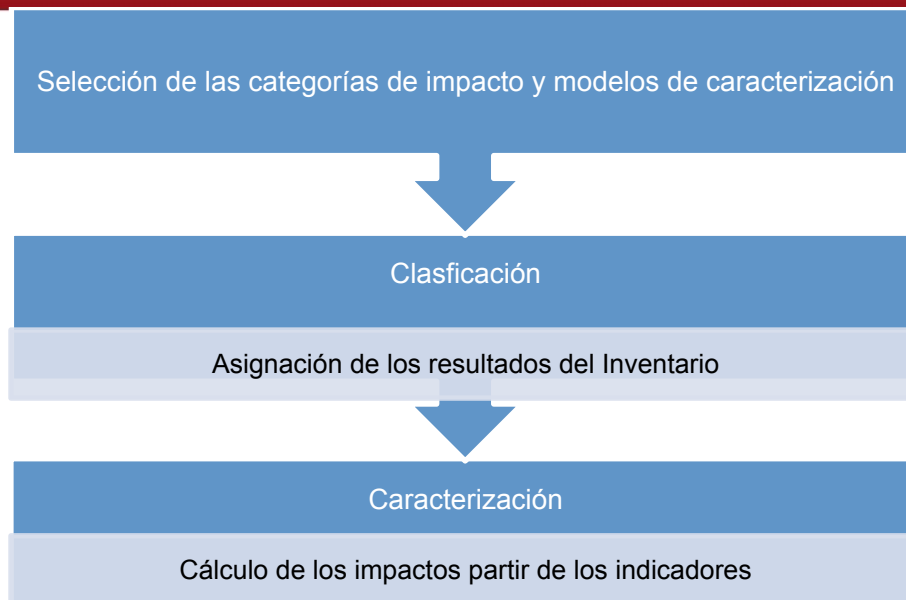 Selección de las categorías de impacto y modelos de caracterización
Clasficación
Asignación de los resultados del Inventario
Caracterización
Cálculo de los impactos partir de los indicadores